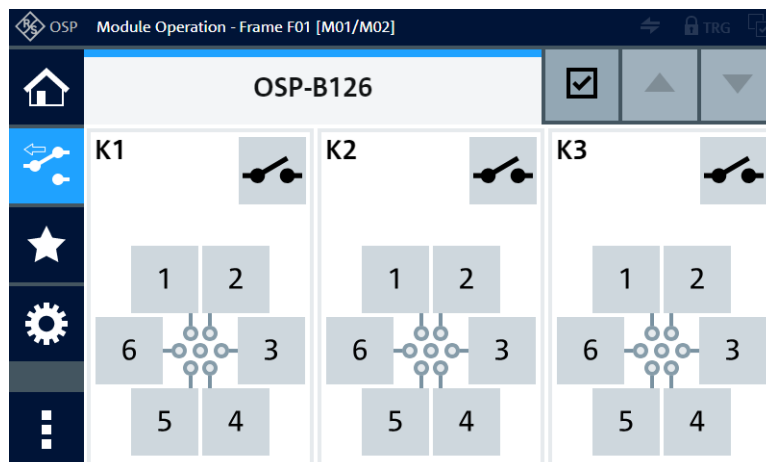 R&S OSP Module Operation - Frame F01 [M01/M02] TRG
OSP-B126
K1 K2 K3
1 2 1 2 1 2
6 3 6 3 6 3
5 4 5 4 5 4